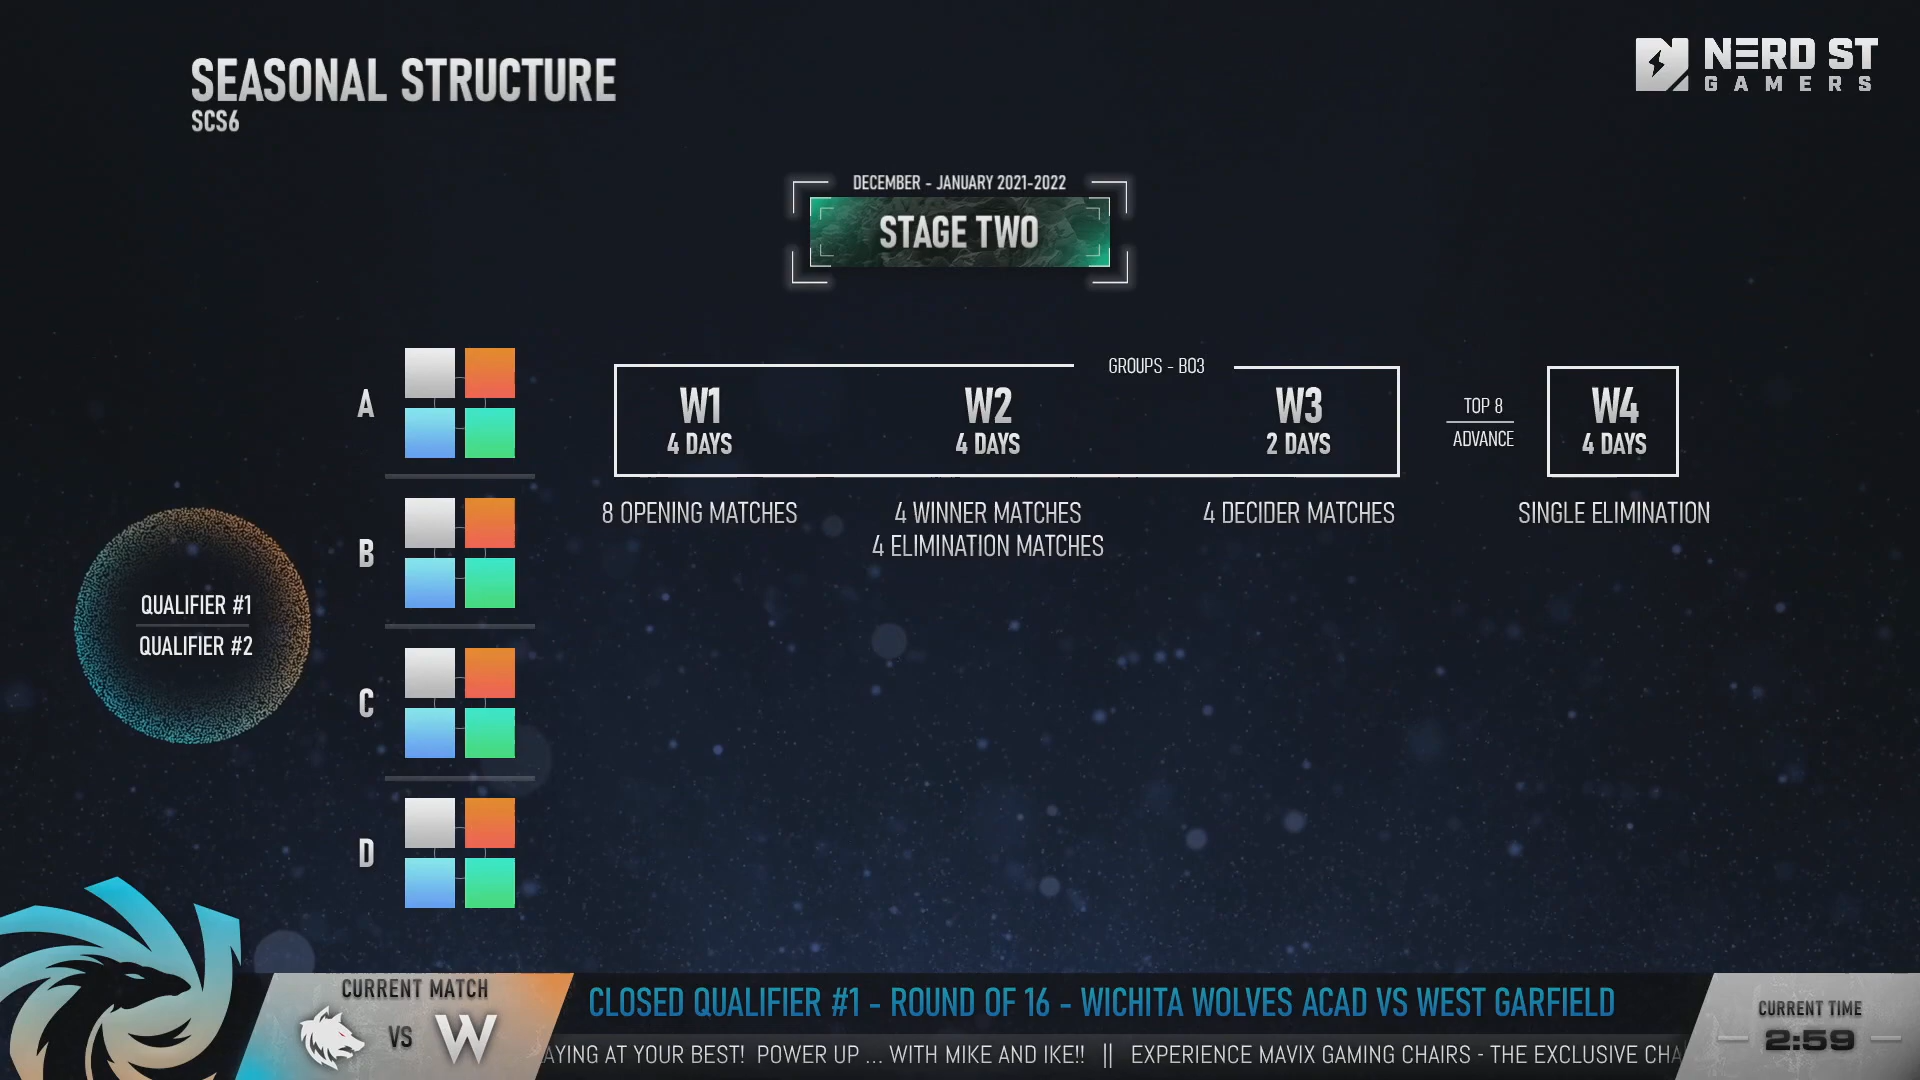 SEASONAL STRUCTURE
SCS6
NERD ST
GAMERS
DECEMBER - JANUARY 2021-2022
STAGE TWO
GROUPS - BO3
A
B
C
D
QUALIFIER #1
QUALIFIER #2
W1
4 DAYS
8 OPENING MATCHES
W2
4 DAYS
4 WINNER MATCHES
4 ELIMINATION MATCHES
W3
2 DAYS
4 DECIDER MATCHES
TOP 8
ADVANCE
W4
4 DAYS
SINGLE ELIMINATION
CURRENT MATCH
VS
W
CLOSED QUALIFIER #1 - ROUND OF 16 - WICHITA WOLVES ACAD VS WEST GARFIELD
AYING AT YOUR BEST! POWER UP ... WITH MIKE AND IKE!! || EXPERIENCE MAVIX GAMING CHAIRS - THE EXCLUSIVE CHA
CURRENT TIME
2:59